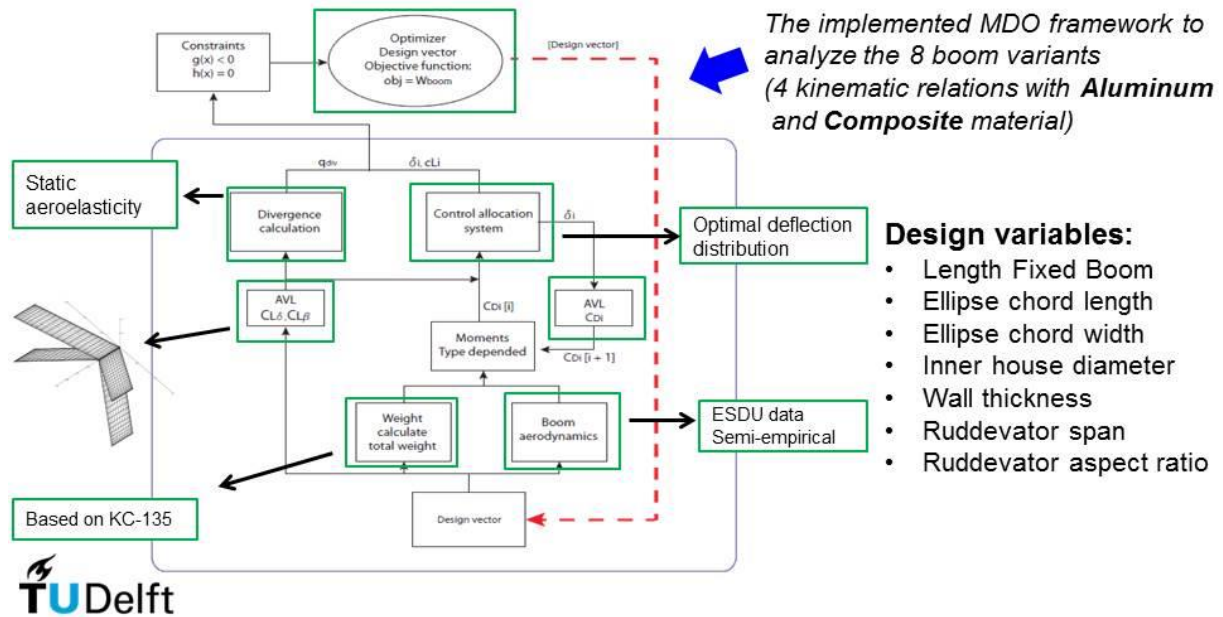 Constraints
g(x) < 0
h(x) = 0
Optimizer
Design vector
Objective function:
obj = Wboom
[Design vector]
The implemented MDO framework to
analyze the 8 boom variants
(4 kinematic relations with Aluminum
and Composite material)
Static
aeroelasticity
qdiv
δi, cLi
Divergence
calculation
Control allocation
system
δi
Optimal deflection
distribution
AVL
CLδ,CLβ
CDi [i]
AVL
CDi
Moments
Type depended
CDi [i + 1]
Weight
calculate
total weight
Boom
aerodynamics
ESDU data
Semi-empirical
Based on KC-135
Design vector
Design variables:
• Length Fixed Boom
• Ellipse chord length
• Ellipse chord width
• Inner house diameter
• Wall thickness
• Ruddevator span
• Ruddevator aspect ratio
TUDelft